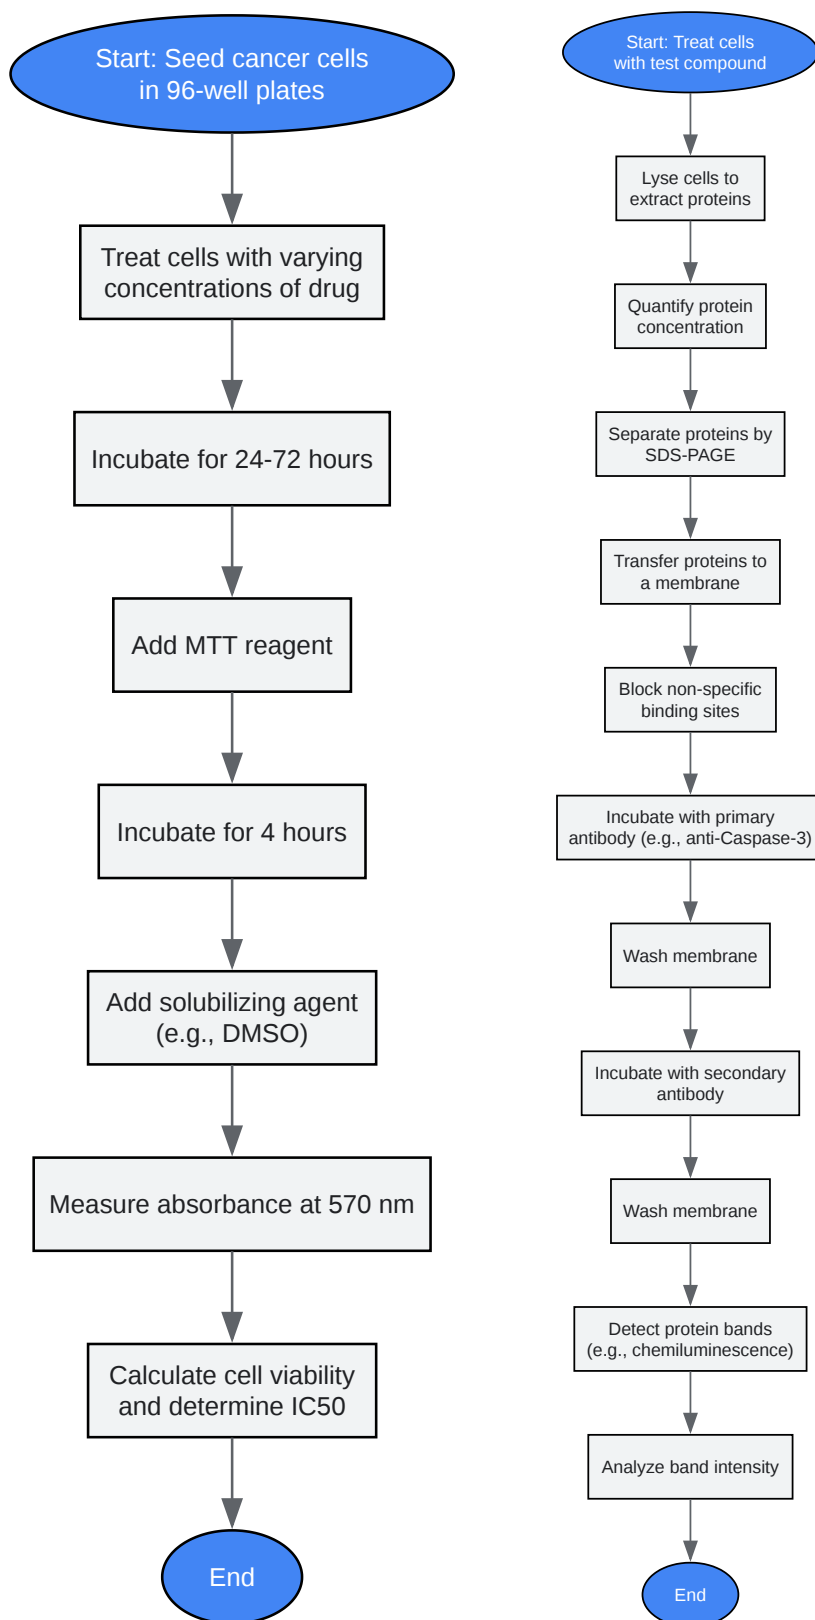 Start: Seed cancer cells
in 96-well plates
Treat cells with varying
concentrations of drug
Incubate for 24-72 hours
Add MTT reagent
Incubate for 4 hours
Add solubilizing agent
(e.g., DMSO)
Measure absorbance at 570 nm
Calculate cell viability
and determine IC50
End
Start: Treat cells
with test compound
Lyse cells to
extract proteins
Quantify protein
concentration
Separate proteins by
SDS-PAGE
Transfer proteins to
a membrane
Block non-specific
binding sites
Incubate with primary
antibody (e.g., anti-Caspase-3)
Wash membrane
Incubate with secondary
antibody
Wash membrane
Detect protein bands
(e.g., chemiluminescence)
Analyze band intensity
End